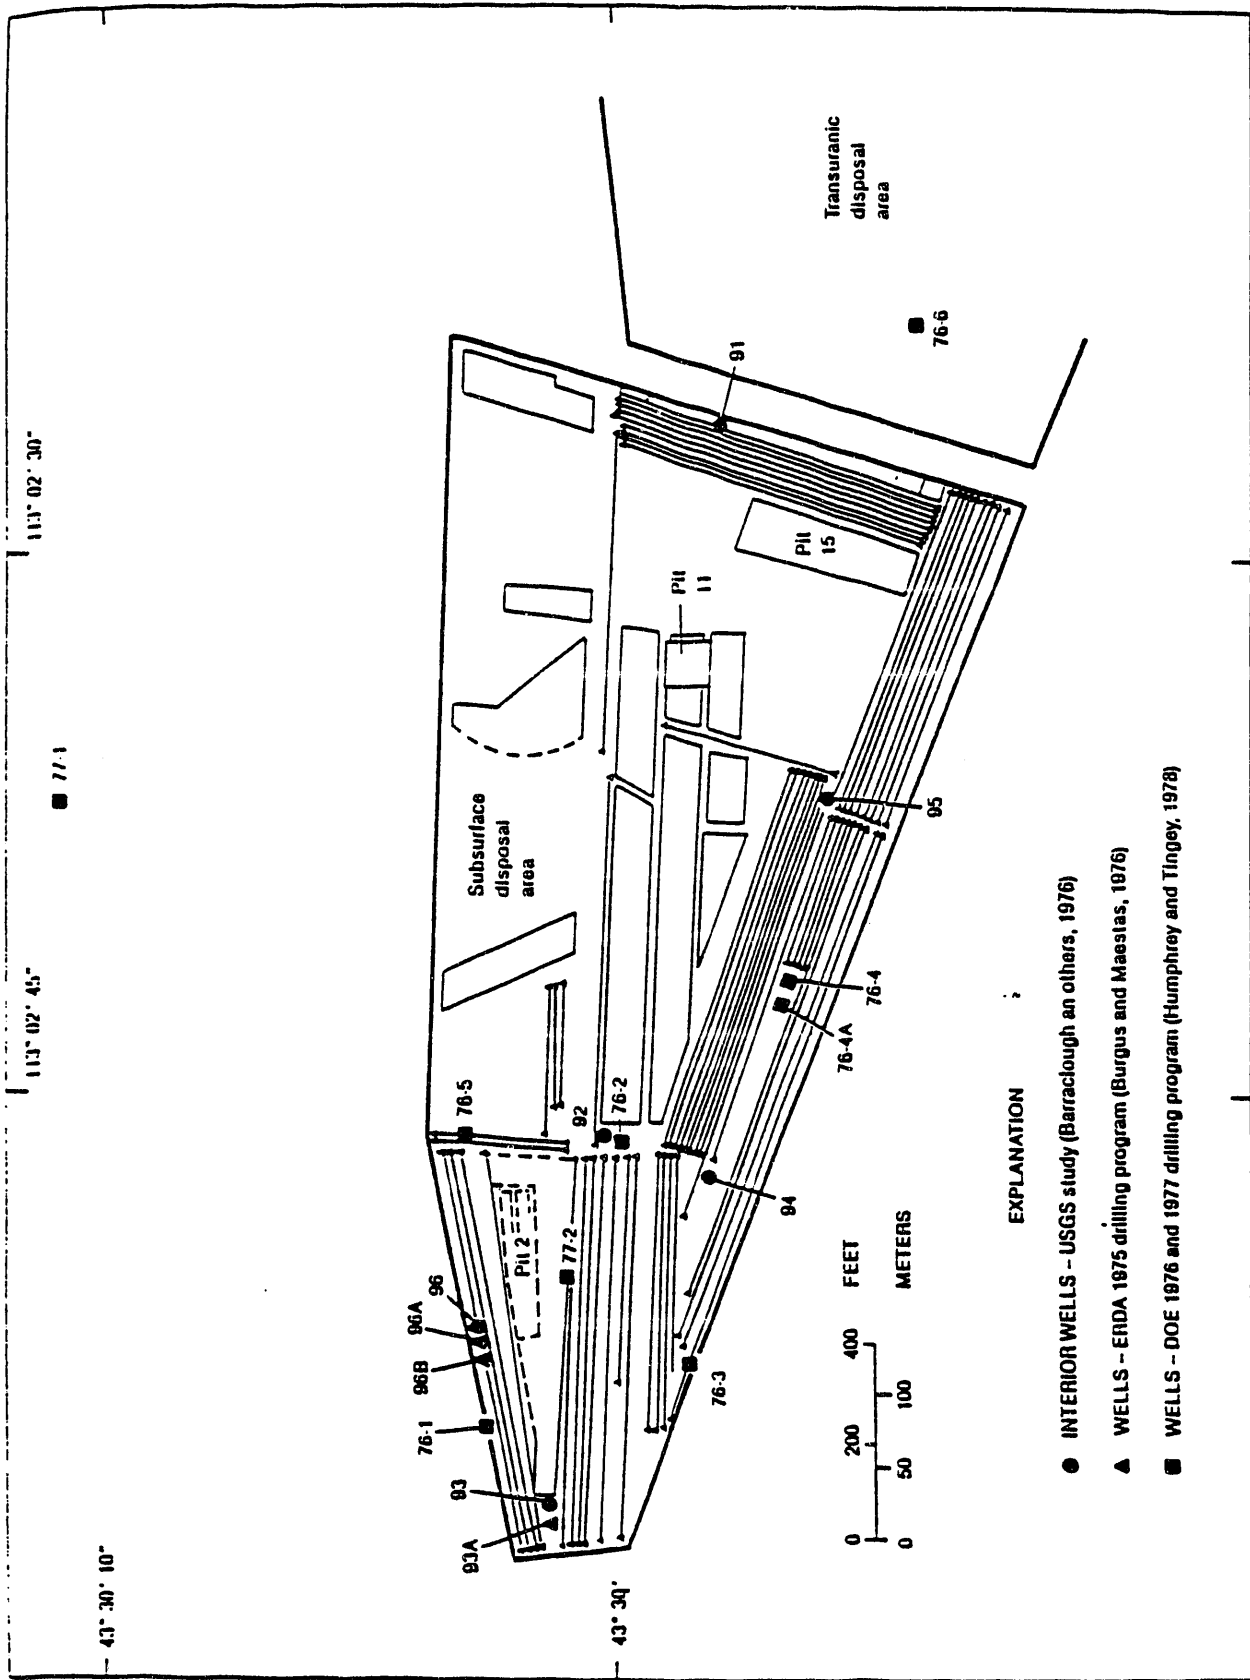 113° 02' 45"
113° 02' 30"
43° 30' 10"
77-1
Subsurface
disposal
area
76-5
96A
96
96B
76-1
93
93A
Pit 2
77-2
92
76-2
43° 30'
Pit
11
Pit
15
91
Transuranic
disposal
area
76-6
94
76-3
76-4A
76-4
95
0 200 400 FEET
0 50 100 METERS
EXPLANATION
INTERIOR WELLS - USGS study (Barraclough an others, 1976)
WELLS - ERDA 1975 drilling program (Burgus and Maestas, 1976)
WELLS - DOE 1976 and 1977 drilling program (Humphrey and Tingey, 1978)